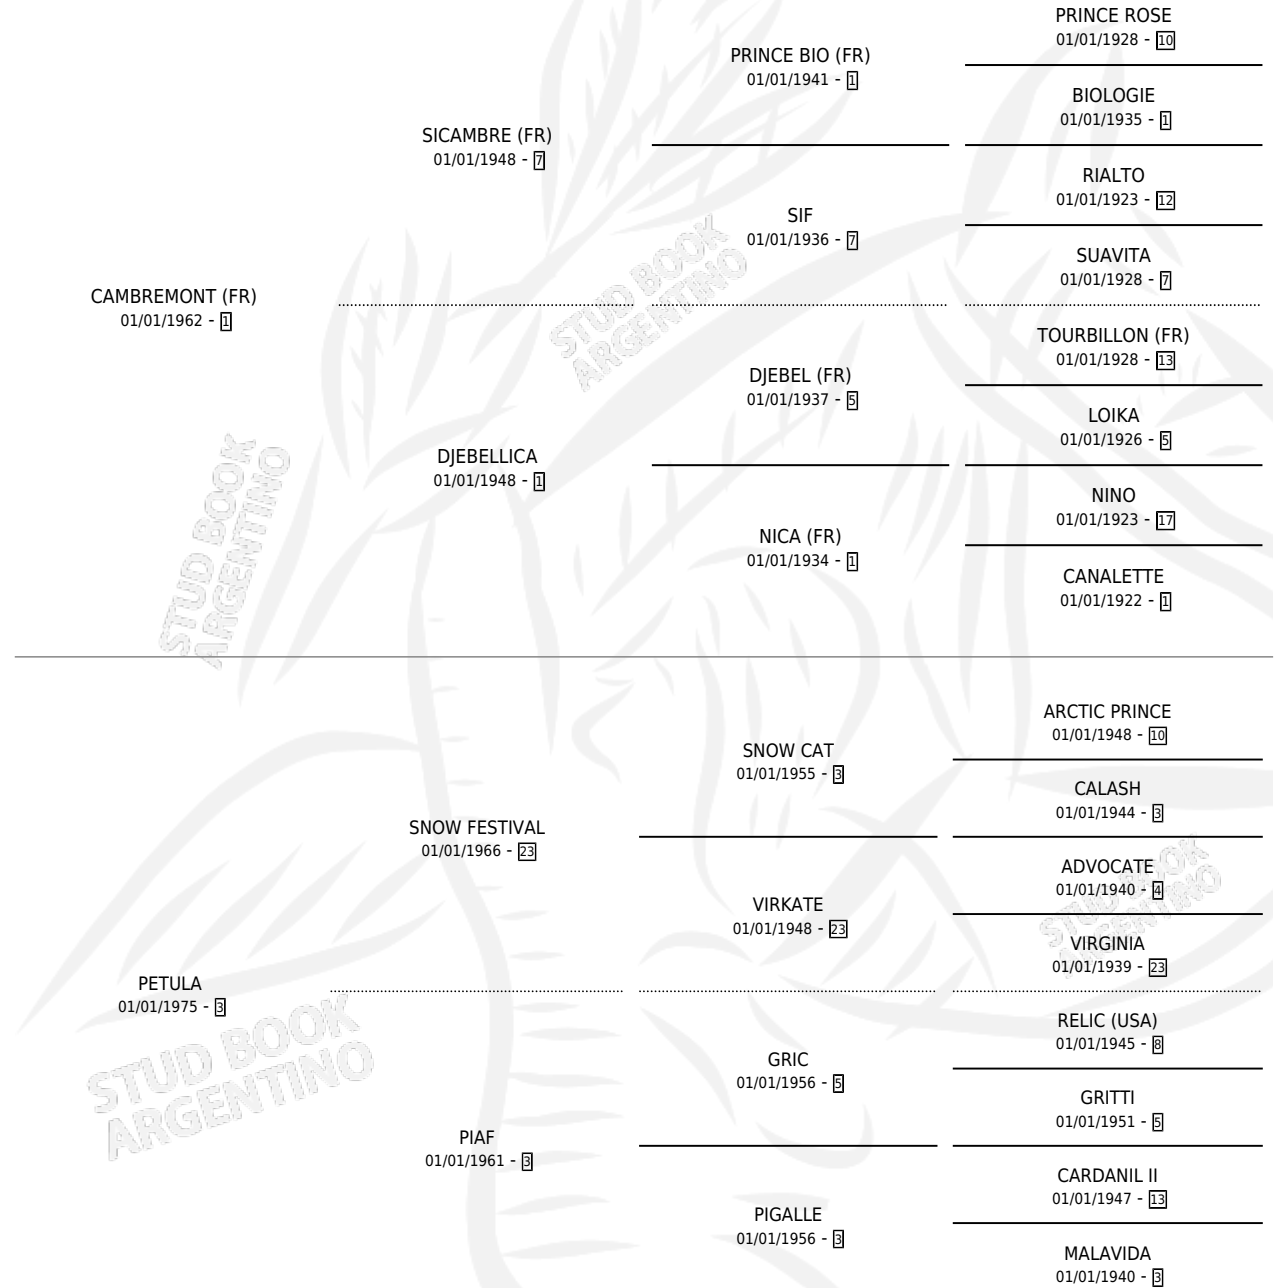 PRINCE ROSE
01/01/1928 - 10
PRINCE BIO (FR)
01/01/1941 - 1
BIOLOGIE
01/01/1935 - 1
SICAMBRE (FR)
01/01/1948 - 7
RIALTO
01/01/1923 - 12
SIF
01/01/1936 - 7
SUAVITA
01/01/1928 - 7
CAMBREMONT (FR)
01/01/1962 - 1
STUD BOOK
ARGENTINO
TOURBILLON (FR)
01/01/1928 - 13
DJEBEL (FR)
01/01/1937 - 5
LOIKA
01/01/1926 - 5
DJEBELLICA
01/01/1948 - 1
NINO
01/01/1923 - 17
NICA (FR)
01/01/1934 - 1
CANALETTE
01/01/1922 - 1
STUD BOOK
ARGENTINO
ARCTIC PRINCE
01/01/1948 - 10
SNOW CAT
01/01/1955 - 3
CALASH
01/01/1944 - 3
SNOW FESTIVAL
01/01/1966 - 23
ADVOCATE
01/01/1940 - 4
VIRKATE
01/01/1948 - 23
VIRGINIA
01/01/1939 - 23
STUD BOOK
ARGENTINO
PETULA
01/01/1975 - 3
RELIC (USA)
01/01/1945 - 8
GRIC
01/01/1956 - 5
GRITTI
01/01/1951 - 5
STUD BOOK
ARGENTINO
PIAF
01/01/1961 - 3
CARDANIL II
01/01/1947 - 13
PIGALLE
01/01/1956 - 3
MALAVIDA
01/01/1940 - 3